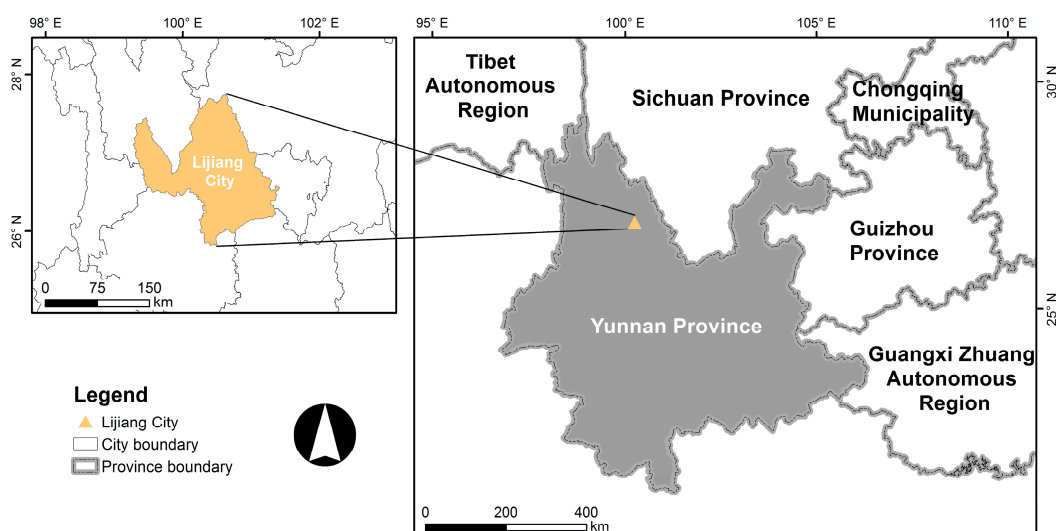 98° E 100° E 102° E
28° N
26° N
Lijiang
City
0 75 150
km
95° E 100° E 105° E 110° E
30° N
25° N
Tibet
Autonomous
Region
Sichuan Province
Chongqing
Municipality
Guizhou
Province
Yunnan Province
Guangxi Zhuang
Autonomous
Region
0 200 400
km
Legend
Lijiang City
City boundary
Province boundary